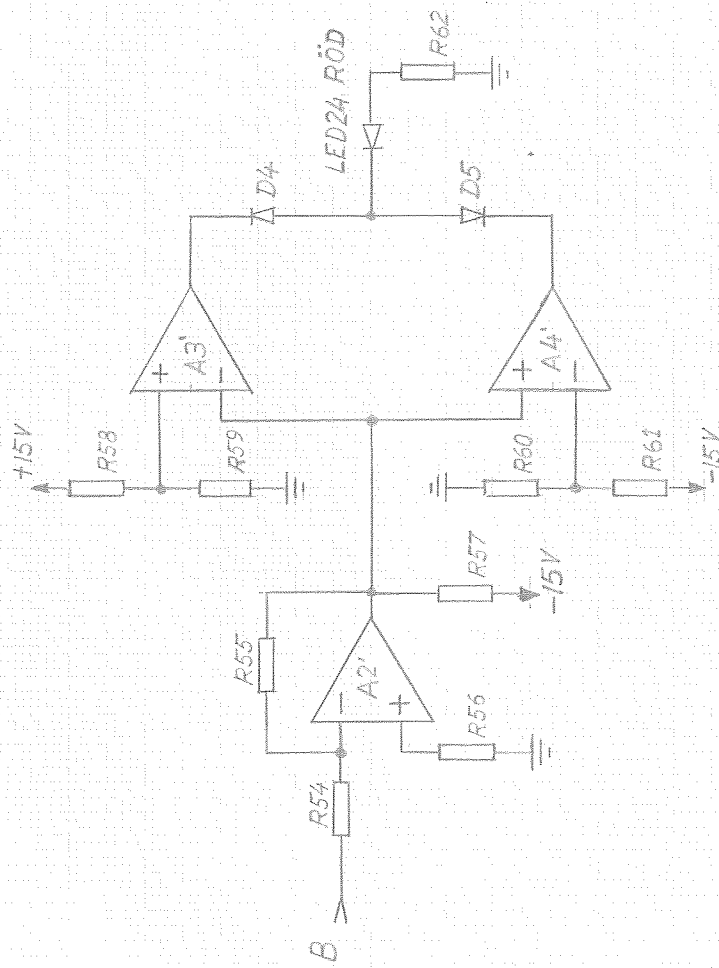 B
R54
R55
A2'
-
+
R56
R57
-15V
+15V
R58
R59
R60
R61
-15V
+
A3'
-
+
A4'
-
D4
D5
LED24 RÖD
R62